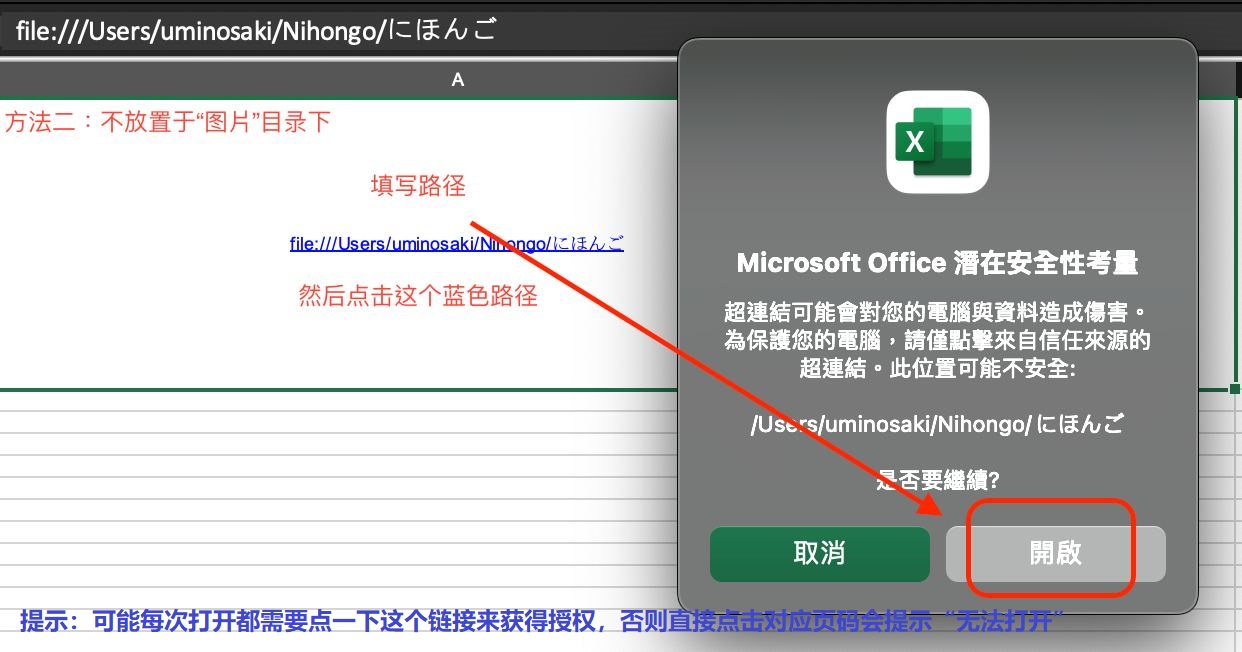 file:///Users/uminosaki/Nihongo/にほんご
A
方法二：不放置于“图片”目录下
填写路径
file:///Users/uminosaki/Nihongo/にほんご
然后点击这个蓝色路径
X
Microsoft Office 潛在安全性考量
超連結可能會對您的電腦與資料造成傷害。
為保護您的電腦，請僅點擊來自信任來源的
超連結。此位置可能不安全:
/Users/uminosaki/Nihongo/にほんご
是否要繼續?
取消
開啟
提示：可能每次打开都需要点一下这个链接来获得授权，否则直接点击对应页码会提示“无法打开”